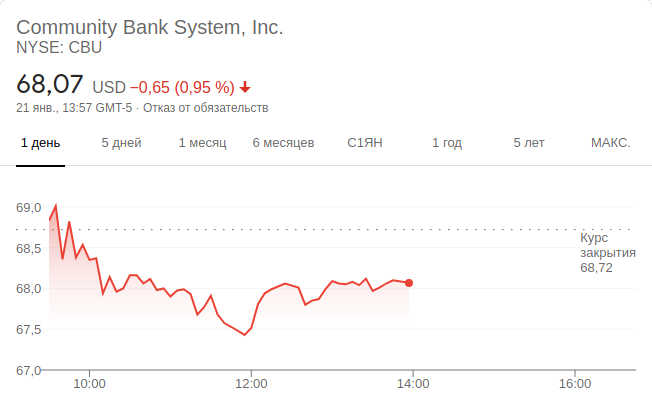 Community Bank System, Inc.
NYSE: CBU
68,07 USD −0,65 (0,95 %)
21 янв., 13:57 GMT-5 · Отказ от обязательств
1 день 5 дней 1 месяц 6 месяцев С1ЯН 1 год 5 лет МАКС.
69,0
Курс
закрытия
68,72
68,5
68,0
67,5
67,0
10:00 12:00 14:00 16:00